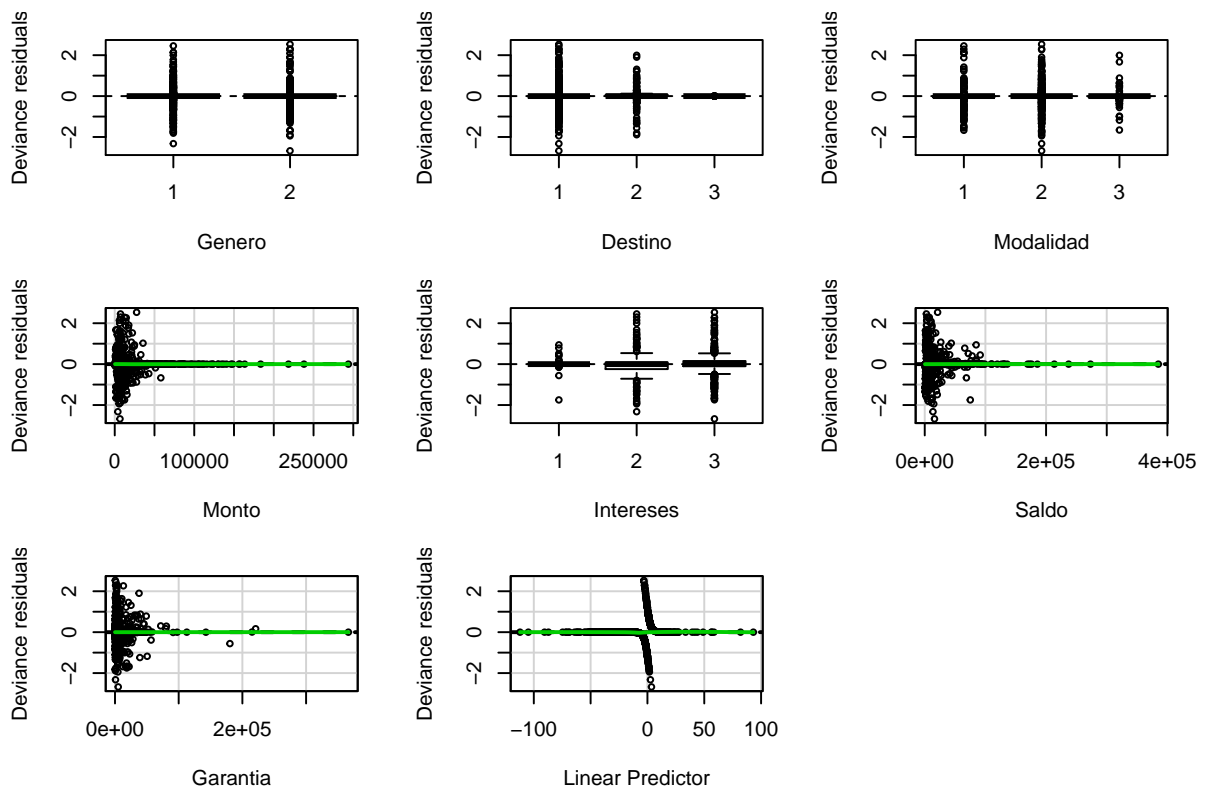 Deviance residuals
2
0
−2
1 2
Genero
Deviance residuals
2
0
−2
1 2 3
Destino
Deviance residuals
2
0
−2
1 2 3
Modalidad
Deviance residuals
2
0
−2
0 100000 250000
Monto
Deviance residuals
2
0
−2
1 2 3
Intereses
Deviance residuals
2
0
−2
0e+00 2e+05 4e+05
Saldo
Deviance residuals
2
0
−2
0e+00 2e+05
Garantia
Deviance residuals
2
0
−2
−100 0 50 100
Linear Predictor